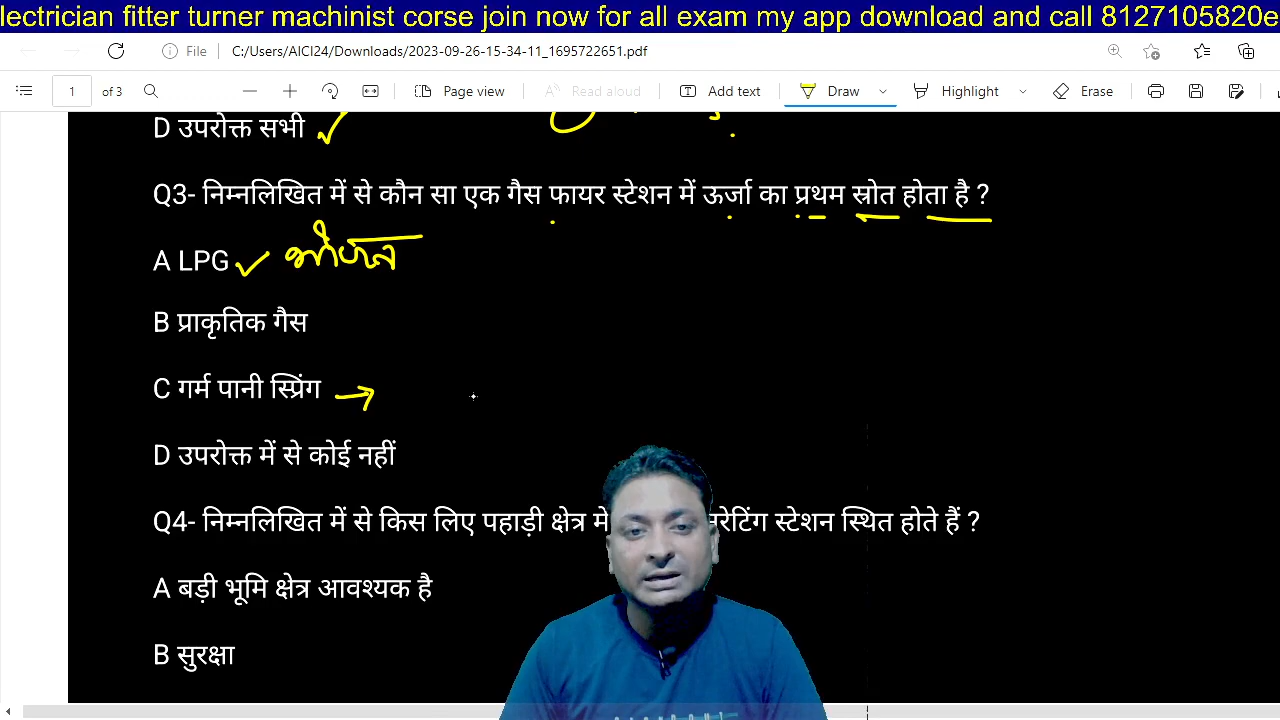 lectrician fitter turner machinist corse join now for all exam my app download and call 8127105820e
File C:/Users/AICI24/Downloads/2023-09-26-15-34-11_1695722651.pdf
1 of 3 Page view Read aloud Add text Draw Highlight Erase
D उपरोक्त सभी
Q3- निम्नलिखित में से कौन सा एक गैस फायर स्टेशन में ऊर्जा का प्रथम स्रोत होता है ?
A LPG भोजन
B प्राकृतिक गैस
C गर्म पानी स्प्रिंग
D उपरोक्त में से कोई नहीं
Q4- निम्नलिखित में से किस लिए पहाड़ी क्षेत्र में रेटिंग स्टेशन स्थित होते हैं ?
A बड़ी भूमि क्षेत्र आवश्यक है
B सुरक्षा